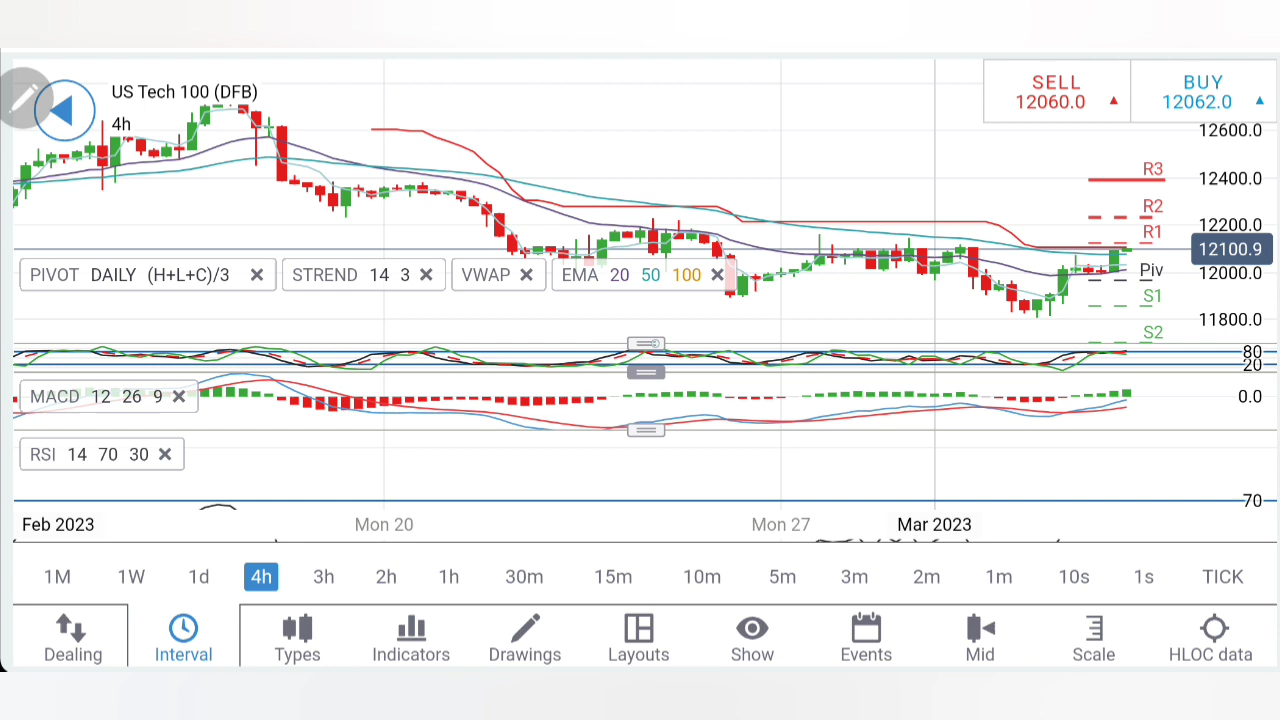 US Tech 100 (DFB)
4h
SELL
12060.0
BUY
12062.0
12600.0
R3
12400.0
R2
12200.0
R1
12100.9
Piv
12000.0
S1
11800.0
S2
PIVOT DAILY (H+L+C)/3
STREND 14 3
VWAP
EMA 20 50 100
80
20
MACD 12 26 9
0.0
RSI 14 70 30
70
Feb 2023 Mon 20 Mon 27 Mar 2023
1M 1W 1d 4h 3h 2h 1h 30m 15m 10m 5m 3m 2m 1m 10s 1s TICK
Dealing Interval Types Indicators Drawings Layouts Show Events Mid Scale HLOC data